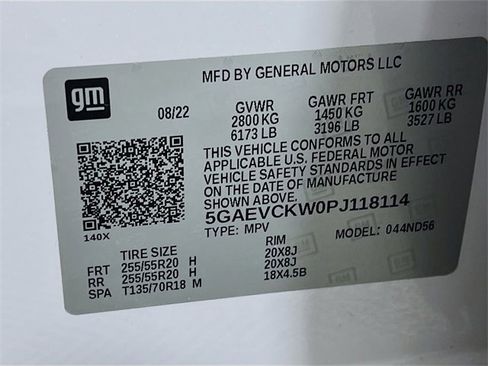 MFD BY GENERAL MOTORS LLC
gm
08/22 GVWR GAWR FRT GAWR RR
2800 KG 1450 KG 1600 KG
6173 LB 3196 LB 3527 LB
THIS VEHICLE CONFORMS TO ALL
APPLICABLE U.S. FEDERAL MOTOR
VEHICLE SAFETY STANDARDS IN EFFECT
ON THE DATE OF MANUFACTURE
SHOWN ABOVE.
5GAEVCKW0PJ118114
140X TYPE: MPV MODEL: 044ND56
TIRE SIZE RIM
FRT 255/55R20 H 20X8J
RR 255/55R20 H 20X8J
SPA T135/70R18 M 18X4.5B